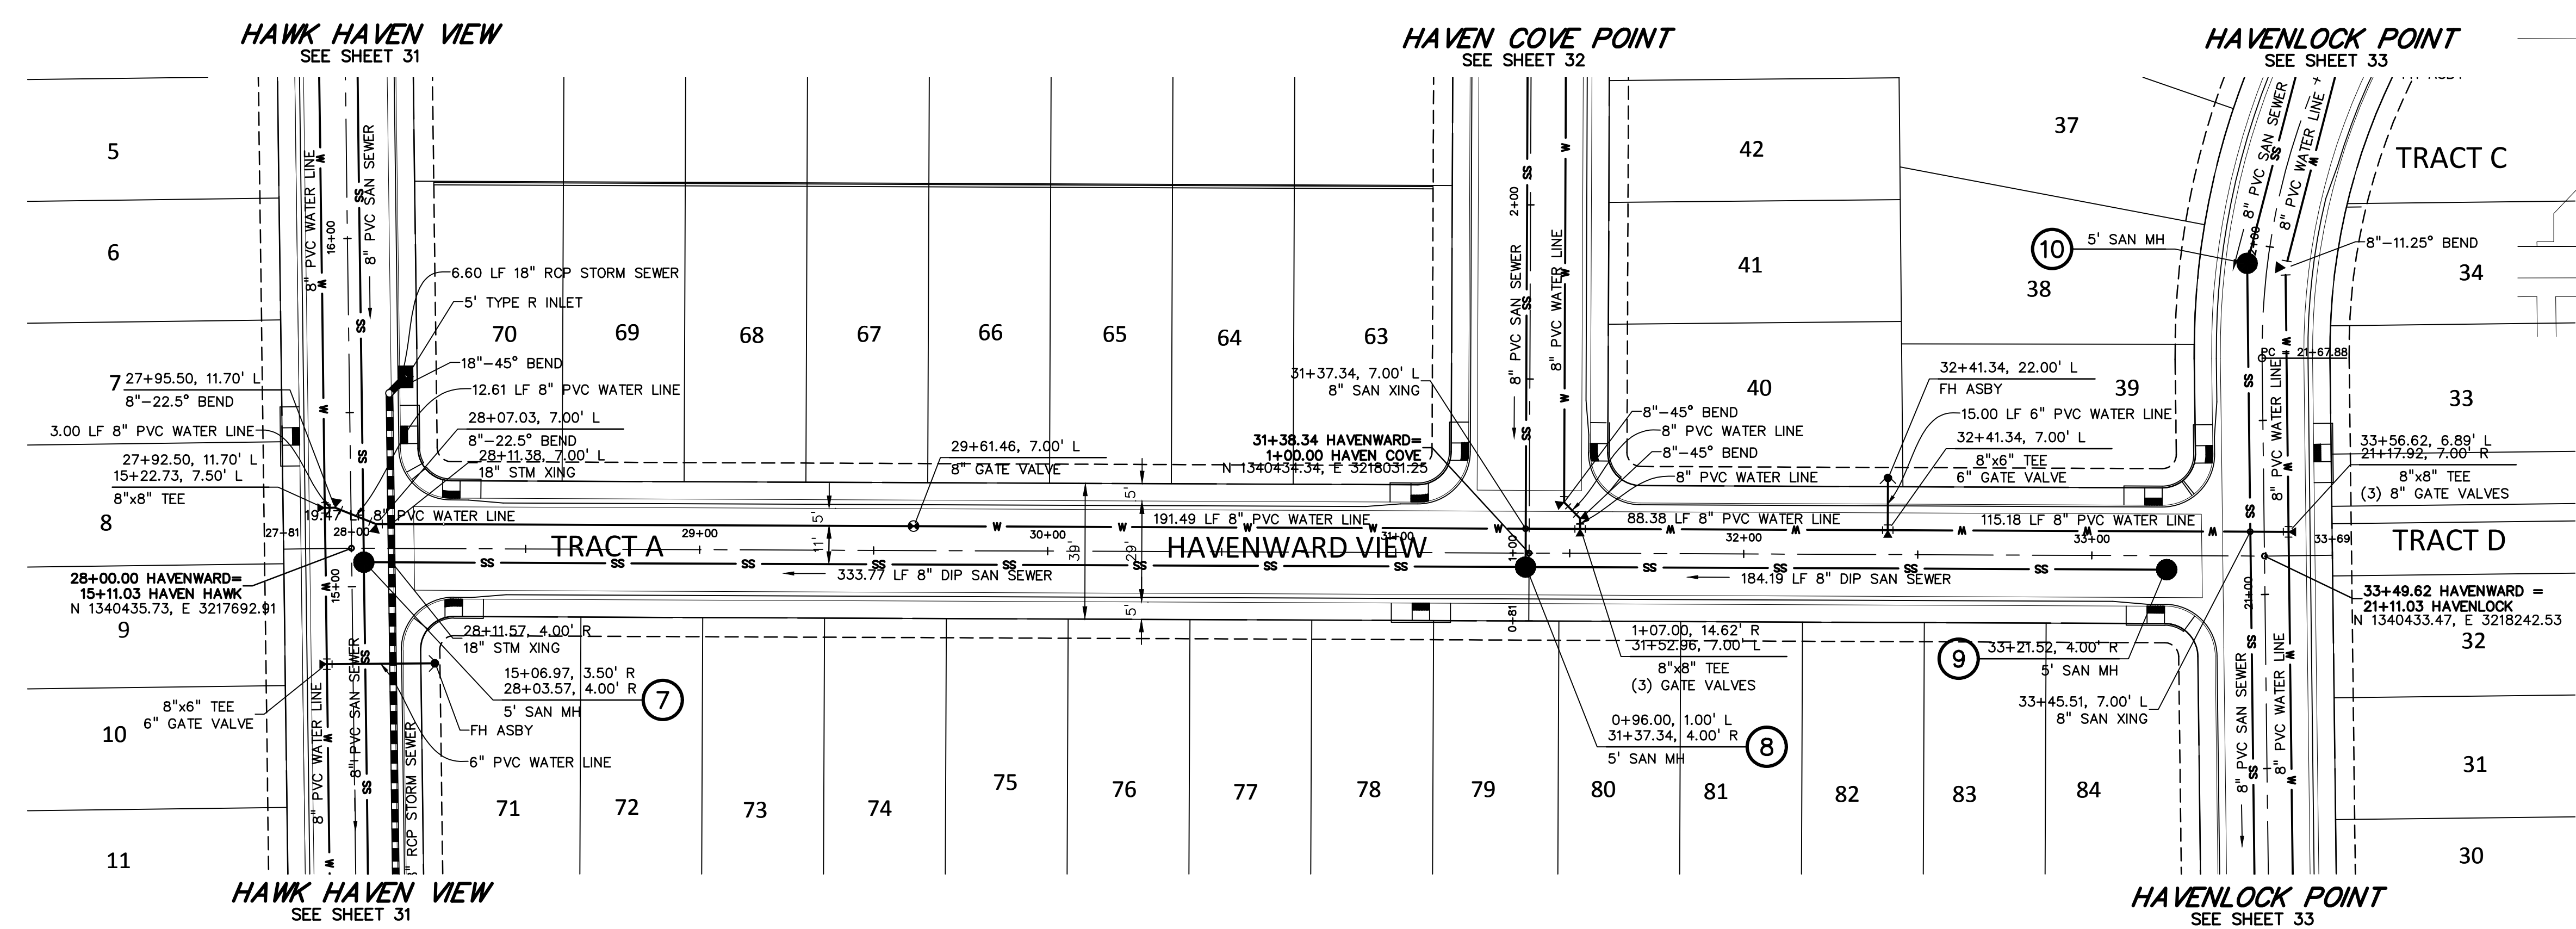 HAWK HAVEN VIEW
SEE SHEET 31
HAVEN COVE POINT
SEE SHEET 32
HAVENLOCK POINT
SEE SHEET 33
5
6
8
9
10
11
8" PVC WATER LINE
16+00
8" PVC SAN SEWER
SS
W
6.60 LF 18" RCP STORM SEWER
5' TYPE R INLET
18"-45° BEND
12.61 LF 8" PVC WATER LINE
28+07.03, 7.00' L
8"-22.5° BEND
28+11.38, 7.00' L
18" STM XING
7
27+95.50, 11.70' L
8"-22.5° BEND
3.00 LF 8" PVC WATER LINE
27+92.50, 11.70' L
15+22.73, 7.50' L
8"x8" TEE
19.47 LF 8" PVC WATER LINE
27+81
28+00
15+00
28+00.00 HAVENWARD=
15+11.03 HAVEN HAWK
N 1340435.73, E 3217692.91
70
69
68
67
66
65
64
63
29+61.46, 7.00' L
8" GATE VALVE
31+37.34, 7.00' L
8" SAN XING
31+38.34 HAVENWARD=
1+00.00 HAVEN COVE
N 1340434.34, E 3218031.25
5'
11'
39'
29'
5'
5'
29+00
30+00
31+00
32+00
33+00
33+69
TRACT A
HAVENWARD VIEW
191.49 LF 8" PVC WATER LINE
333.77 LF 8" DIP SAN SEWER
2+00
8" PVC SAN SEWER
8" PVC WATER LINE
1+00
0+81
42
41
40
37
38
39
8"-45° BEND
8" PVC WATER LINE
8"-45° BEND
8" PVC WATER LINE
32+41.34, 22.00' L
FH ASBY
15.00 LF 6" PVC WATER LINE
32+41.34, 7.00' L
8"x6" TEE
6" GATE VALVE
88.38 LF 8" PVC WATER LINE
115.18 LF 8" PVC WATER LINE
184.19 LF 8" DIP SAN SEWER
10
5' SAN MH
8" PVC SAN SEWER
8" PVC WATER LINE
8"-11.25° BEND
PC = 21+67.88
8" PVC WATER LINE
TRACT C
34
33
33+56.62, 6.89' L
21+17.92, 7.00' R
8"x8" TEE
(3) 8" GATE VALVES
TRACT D
33+49.62 HAVENWARD =
21+11.03 HAVENLOCK
N 1340433.47, E 3218242.53
21+00
32
31
30
28+11.57, 4.00' R
18" STM XING
15+06.97, 3.50' R
28+03.57, 4.00' R
5' SAN MH
7
8"x6" TEE
6" GATE VALVE
FH ASBY
6" PVC WATER LINE
8" PVC WATER LINE
8" PVC SAN SEWER
RCP STORM SEWER
71
72
73
74
75
76
77
78
79
80
81
82
83
84
1+07.00, 14.62' R
31+52.96, 7.00' L
8"x8" TEE
(3) GATE VALVES
0+96.00, 1.00' L
31+37.34, 4.00' R
5' SAN MH
8
9
33+21.52, 4.00' R
5' SAN MH
33+45.51, 7.00' L
8" SAN XING
8" PVC SAN SEWER
8" PVC WATER LINE
HAWK HAVEN VIEW
SEE SHEET 31
HAVENLOCK POINT
SEE SHEET 33